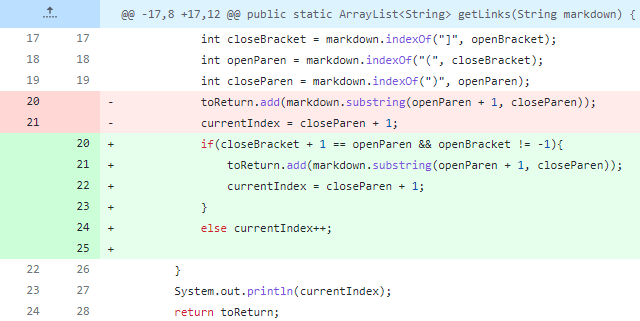 @@ -17,8 +17,12 @@ public static ArrayList<String> getLinks(String markdown) {
17 17 int closeBracket = markdown.indexOf("]", openBracket);
18 18 int openParen = markdown.indexOf("(", closeBracket);
19 19 int closeParen = markdown.indexOf(")", openParen);
20 - toReturn.add(markdown.substring(openParen + 1, closeParen));
21 - currentIndex = closeParen + 1;
20 + if(closeBracket + 1 == openParen && openBracket != -1){
21 + toReturn.add(markdown.substring(openParen + 1, closeParen));
22 + currentIndex = closeParen + 1;
23 + }
24 + else currentIndex++;
25 +
22 26 }
23 27 System.out.println(currentIndex);
24 28 return toReturn;